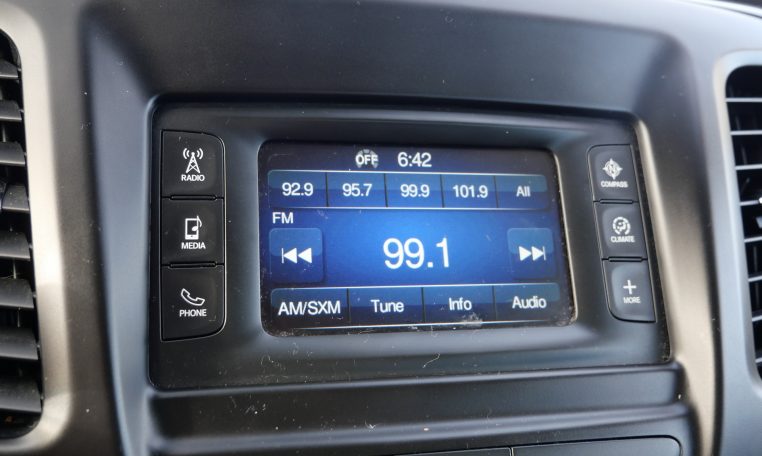 OFF 6:42
92.9 95.7 99.9 101.9 All
FM
99.1
AM/SXM Tune Info Audio
RADIO
MEDIA
PHONE
COMPASS
CLIMATE
MORE